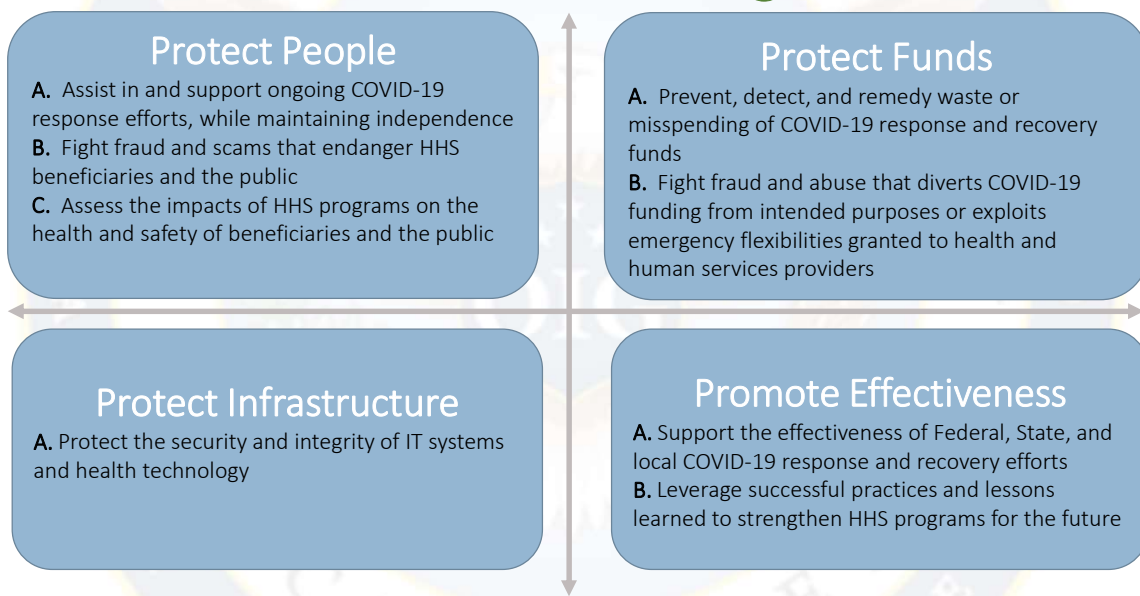 Protect People
A. Assist in and support ongoing COVID-19
response efforts, while maintaining independence
B. Fight fraud and scams that endanger HHS
beneficiaries and the public
C. Assess the impacts of HHS programs on the
health and safety of beneficiaries and the public
Protect Funds
A. Prevent, detect, and remedy waste or
misspending of COVID-19 response and recovery
funds
B. Fight fraud and abuse that diverts COVID-19
funding from intended purposes or exploits
emergency flexibilities granted to health and
human services providers
Protect Infrastructure
A. Protect the security and integrity of IT systems
and health technology
Promote Effectiveness
A. Support the effectiveness of Federal, State, and
local COVID-19 response and recovery efforts
B. Leverage successful practices and lessons
learned to strengthen HHS programs for the future
OIG